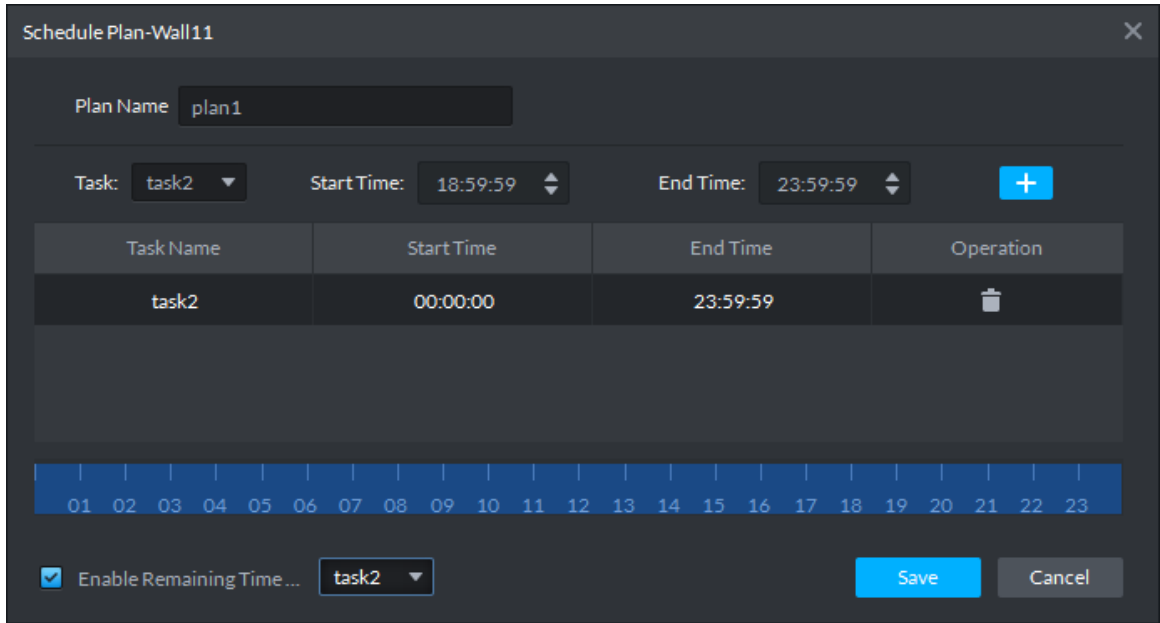 Schedule Plan-Wall11
Plan Name plan1
Task: task2 Start Time: 18:59:59 End Time: 23:59:59
Task Name Start Time End Time Operation
task2 00:00:00 23:59:59
01 02 03 04 05 06 07 08 09 10 11 12 13 14 15 16 17 18 19 20 21 22 23
Enable Remaining Time ... task2 Save Cancel